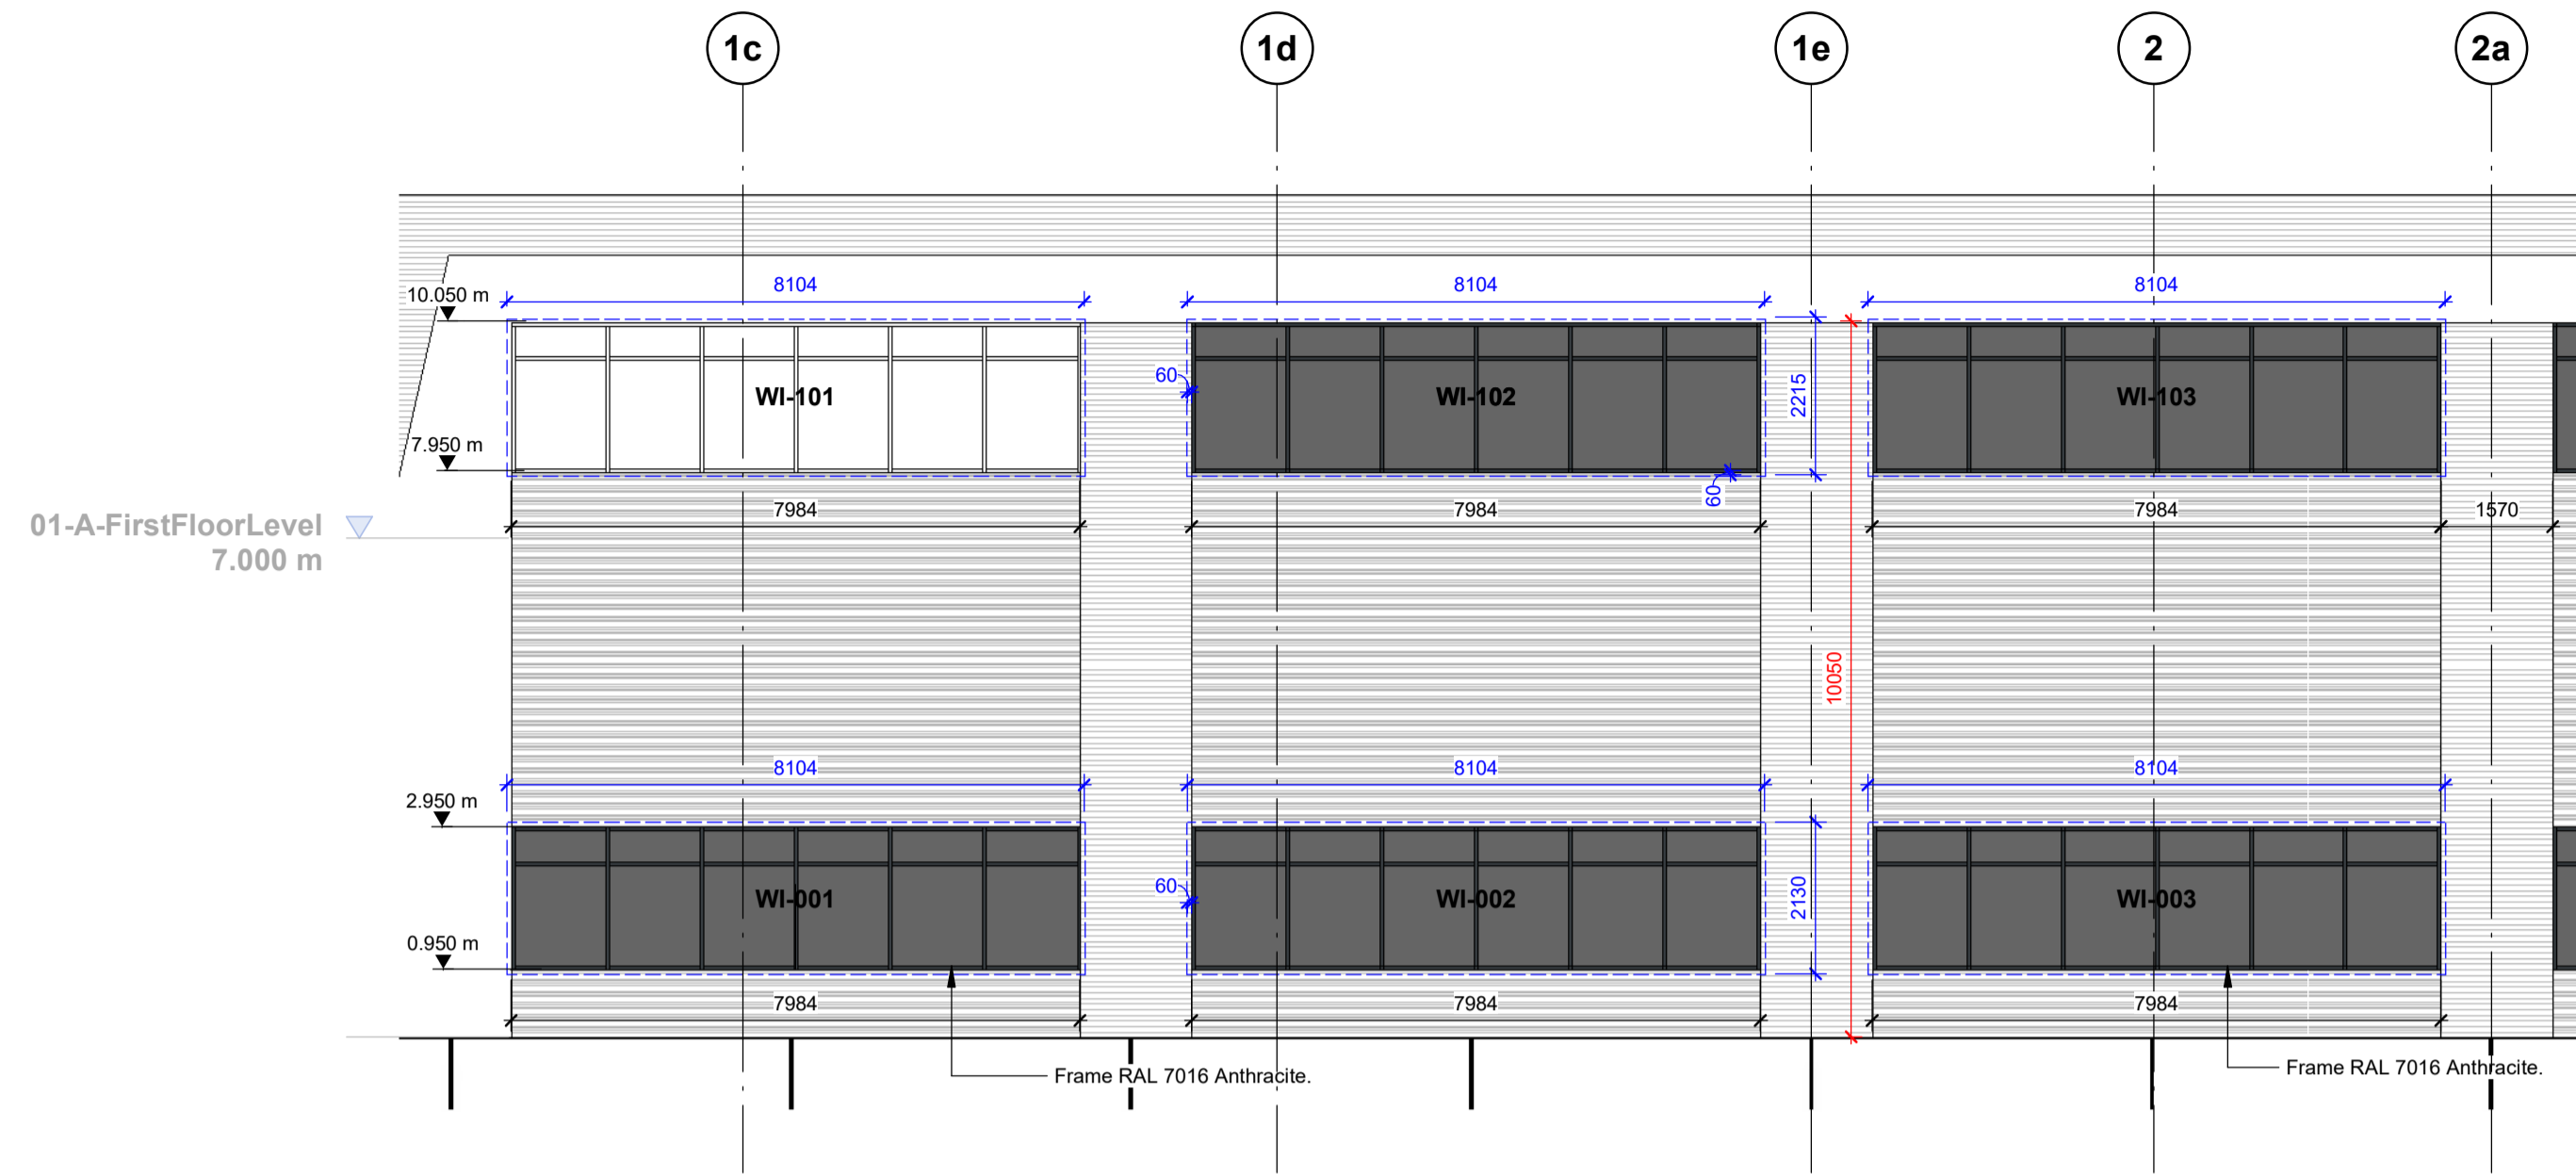 1c
1d
1e
2
2a
8104
8104
8104
10.050 m
WI-101
60
WI-102
2215
WI-103
7.950 m
60
01-A-FirstFloorLevel
7.000 m
7984
7984
7984
1570
10050
8104
8104
8104
2.950 m
WI-001
60
WI-002
2130
WI-003
0.950 m
7984
7984
7984
Frame RAL 7016 Anthracite.
Frame RAL 7016 Anthracite.